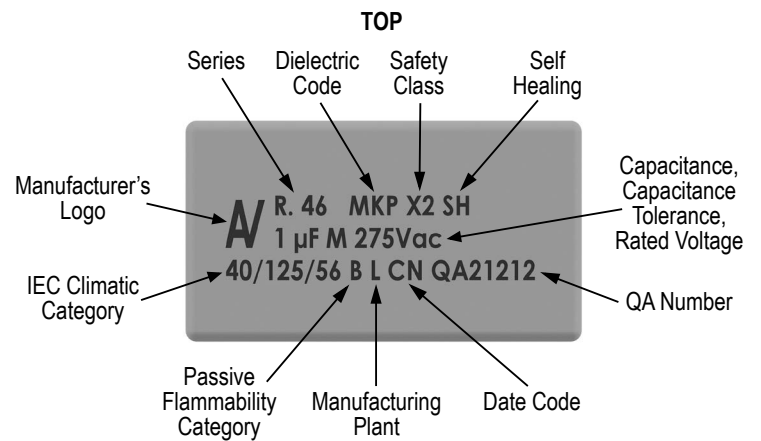 TOP
Series
Dielectric
Code
Safety
Class
Self
Healing
Manufacturer's
Logo
R. 46 MKP X2 SH
1 µF M 275Vac
40/125/56 B L CN QA21212
Capacitance,
Capacitance
Tolerance,
Rated Voltage
IEC Climatic
Category
QA Number
Passive
Flammability
Category
Manufacturing
Plant
Date Code